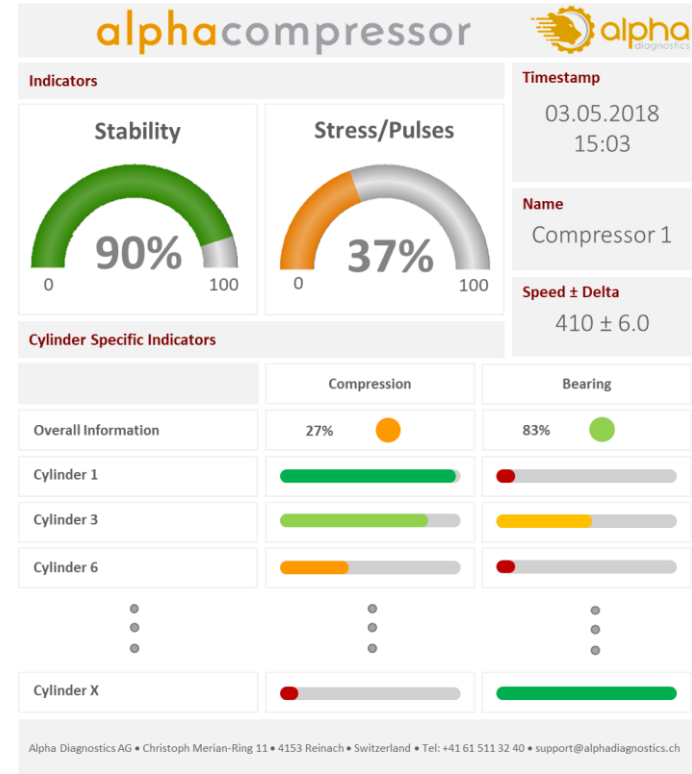 alphacompressor
alpha
diagnostics
Indicators
Timestamp
03.05.2018
15:03
Stability
90%
0
100
Stress/Pulses
37%
0
100
Name
Compressor 1
Speed ± Delta
410 ± 6.0
Cylinder Specific Indicators
Compression
Bearing
Overall Information
27%
83%
Cylinder 1
Cylinder 3
Cylinder 6
Cylinder X
Alpha Diagnostics AG • Christoph Merian-Ring 11 • 4153 Reinach • Switzerland • Tel: +41 61 511 32 40 • support@alphadiagnostics.ch